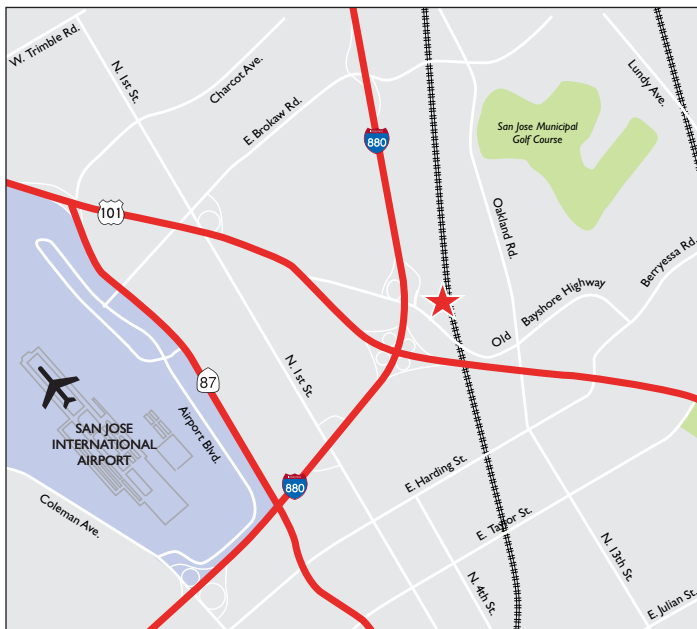 W. Trimble Rd.
N. 1st St.
Charcot Ave.
E. Brokaw Rd.
880
Lundy Ave.
San Jose Municipal
Golf Course
101
Oakland Rd.
Berryessa Rd.
Old Bayshore Highway
87
N. 1st St.
Airport Blvd.
SAN JOSE
INTERNATIONAL
AIRPORT
880
E. Harding St.
Coleman Ave.
E. Taylor St.
N. 4th St.
N. 13th St.
E. Julian St.